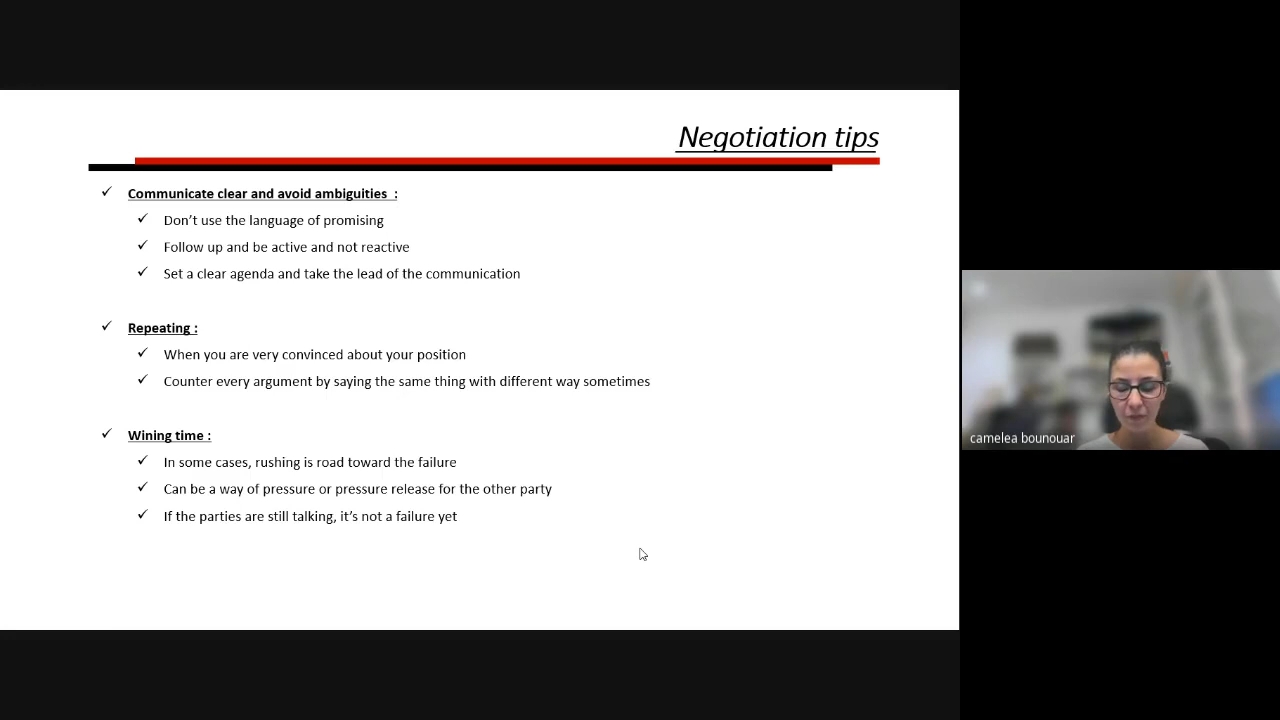 Negotiation tips
✓ Communicate clear and avoid ambiguities :
✓ Don’t use the language of promising
✓ Follow up and be active and not reactive
✓ Set a clear agenda and take the lead of the communication
✓ Repeating :
✓ When you are very convinced about your position
✓ Counter every argument by saying the same thing with different way sometimes
✓ Wining time :
✓ In some cases, rushing is road toward the failure
✓ Can be a way of pressure or pressure release for the other party
✓ If the parties are still talking, it’s not a failure yet
camelea bounouar